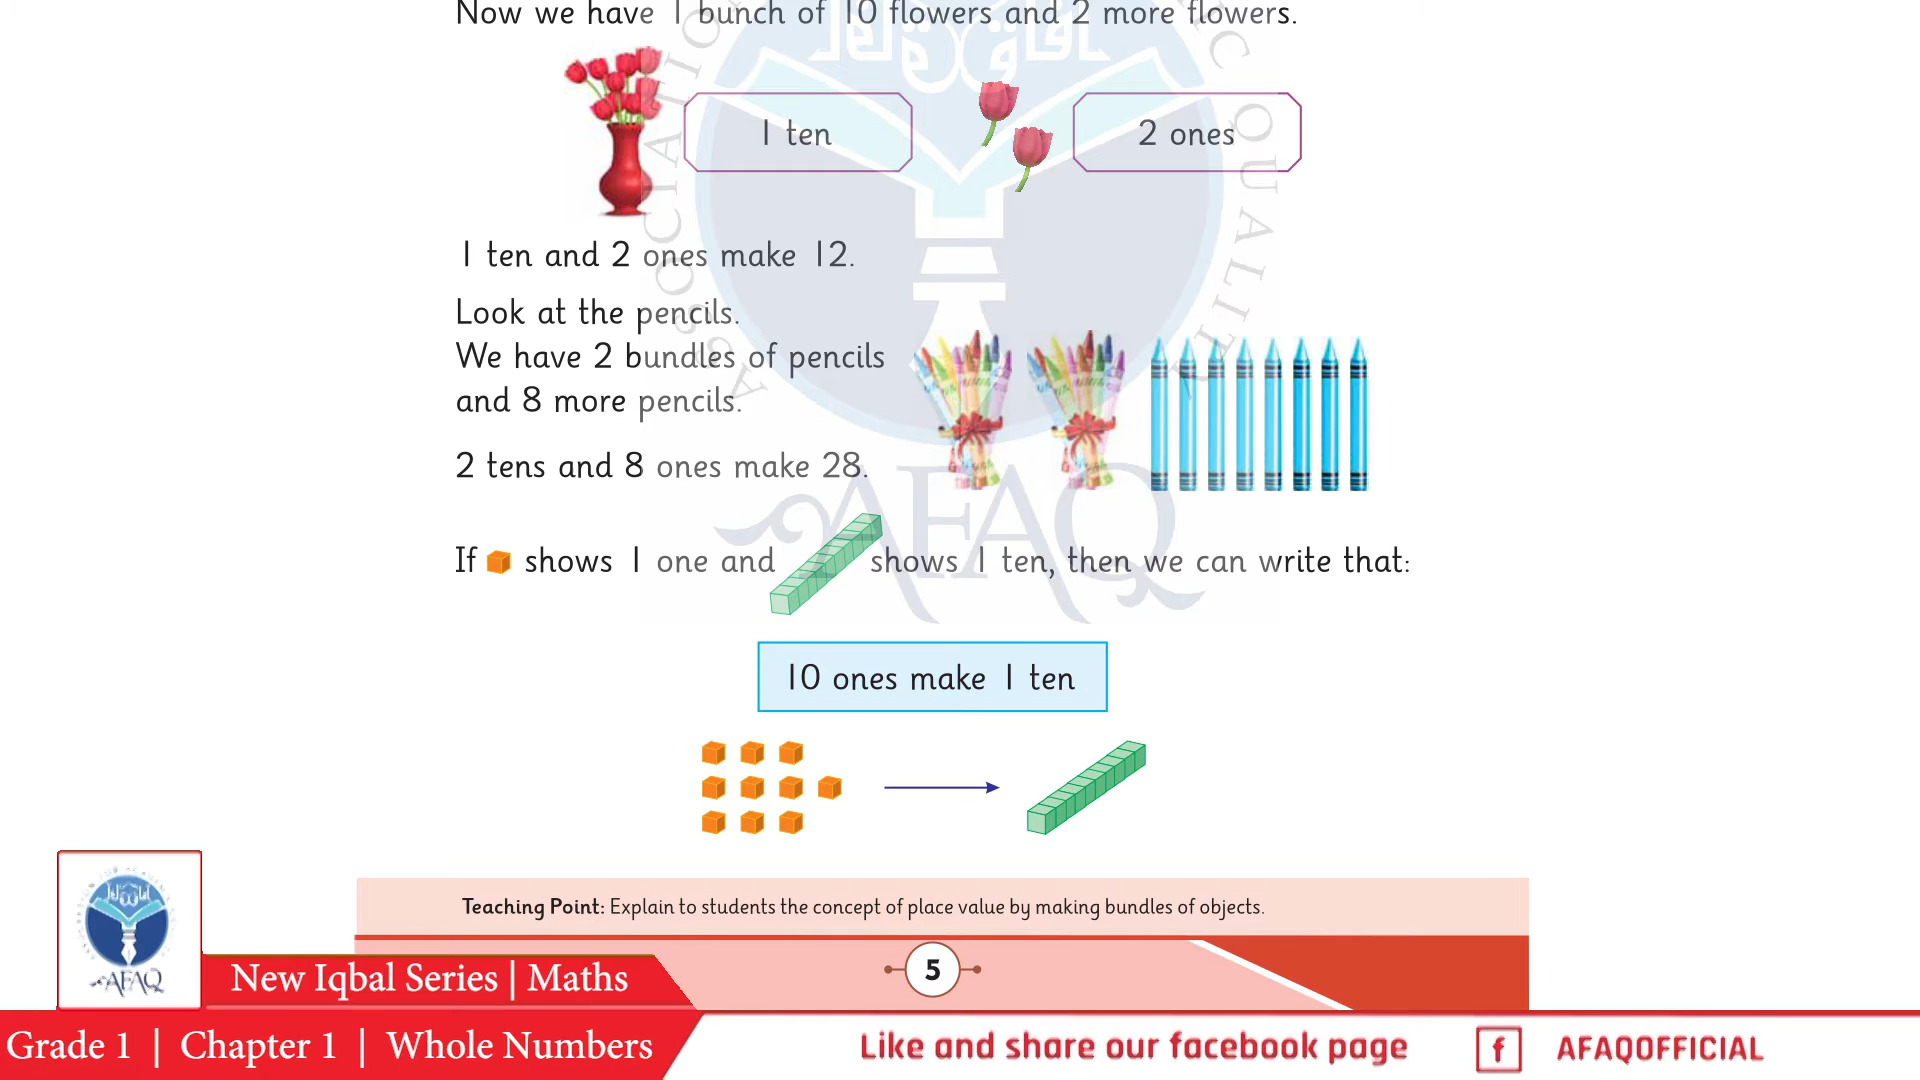 Now we have 1 bunch of 10 flowers and 2 more flowers.
1 ten
2 ones
1 ten and 2 ones make 12.
Look at the pencils.
We have 2 bundles of pencils
and 8 more pencils.
2 tens and 8 ones make 28.
If shows 1 one and shows 1 ten, then we can write that:
AFAQ
10 ones make 1 ten
Teaching Point: Explain to students the concept of place value by making bundles of objects.
5
AFAQ
New Iqbal Series | Maths
Grade 1 | Chapter 1 | Whole Numbers
Like and share our facebook page
f AFAQOFFICIAL